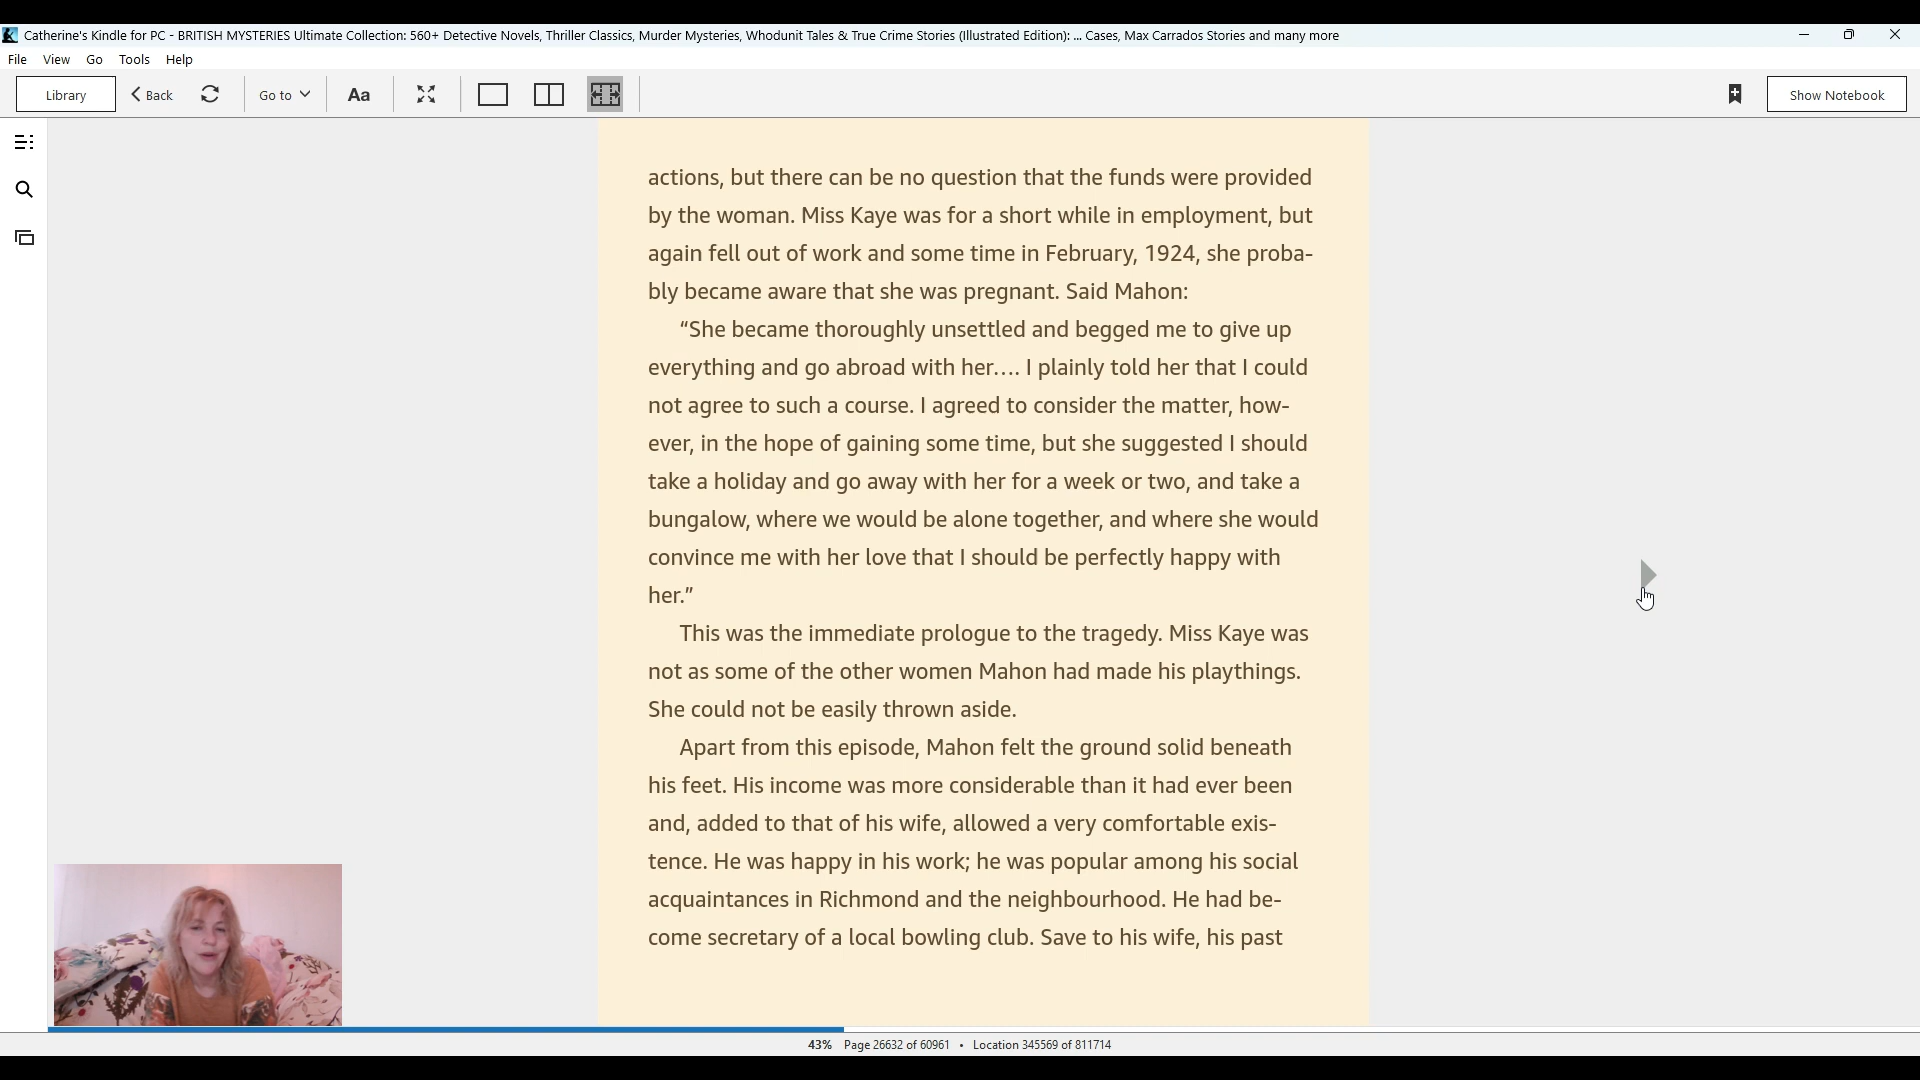 Catherine's Kindle for PC - BRITISH MYSTERIES Ultimate Collection: 560+ Detective Novels, Thriller Classics, Murder Mysteries, Whodunit Tales & True Crime Stories (Illustrated Edition): ... Cases, Max Carrados Stories and many more
File View Go Tools Help
Library Back Go to Aa Show Notebook
actions, but there can be no question that the funds were provided
by the woman. Miss Kaye was for a short while in employment, but
again fell out of work and some time in February, 1924, she proba-
bly became aware that she was pregnant. Said Mahon:
“She became thoroughly unsettled and begged me to give up
everything and go abroad with her.... I plainly told her that I could
not agree to such a course. I agreed to consider the matter, how-
ever, in the hope of gaining some time, but she suggested I should
take a holiday and go away with her for a week or two, and take a
bungalow, where we would be alone together, and where she would
convince me with her love that I should be perfectly happy with
her.”
This was the immediate prologue to the tragedy. Miss Kaye was
not as some of the other women Mahon had made his playthings.
She could not be easily thrown aside.
Apart from this episode, Mahon felt the ground solid beneath
his feet. His income was more considerable than it had ever been
and, added to that of his wife, allowed a very comfortable exis-
tence. He was happy in his work; he was popular among his social
acquaintances in Richmond and the neighbourhood. He had be-
come secretary of a local bowling club. Save to his wife, his past
43% Page 26632 of 60961 • Location 345569 of 811714